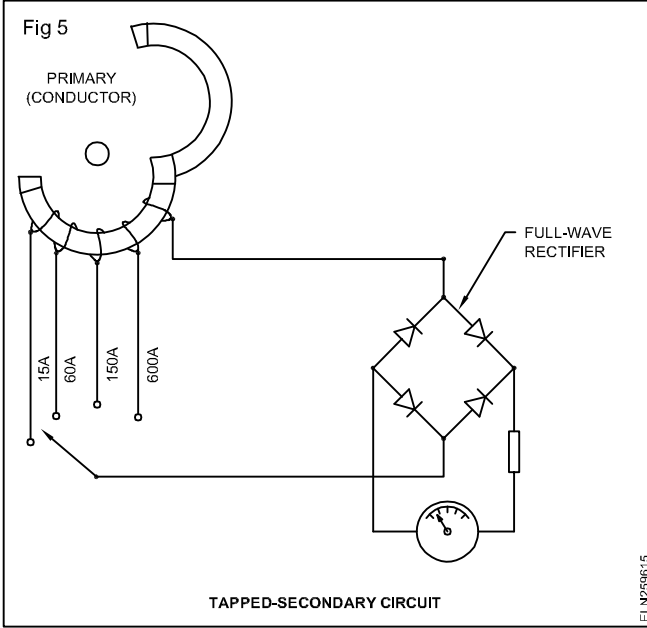 Fig 5
PRIMARY
(CONDUCTOR)
FULL-WAVE
RECTIFIER
15A
60A
150A
600A
TAPPED-SECONDARY CIRCUIT
ELN259615